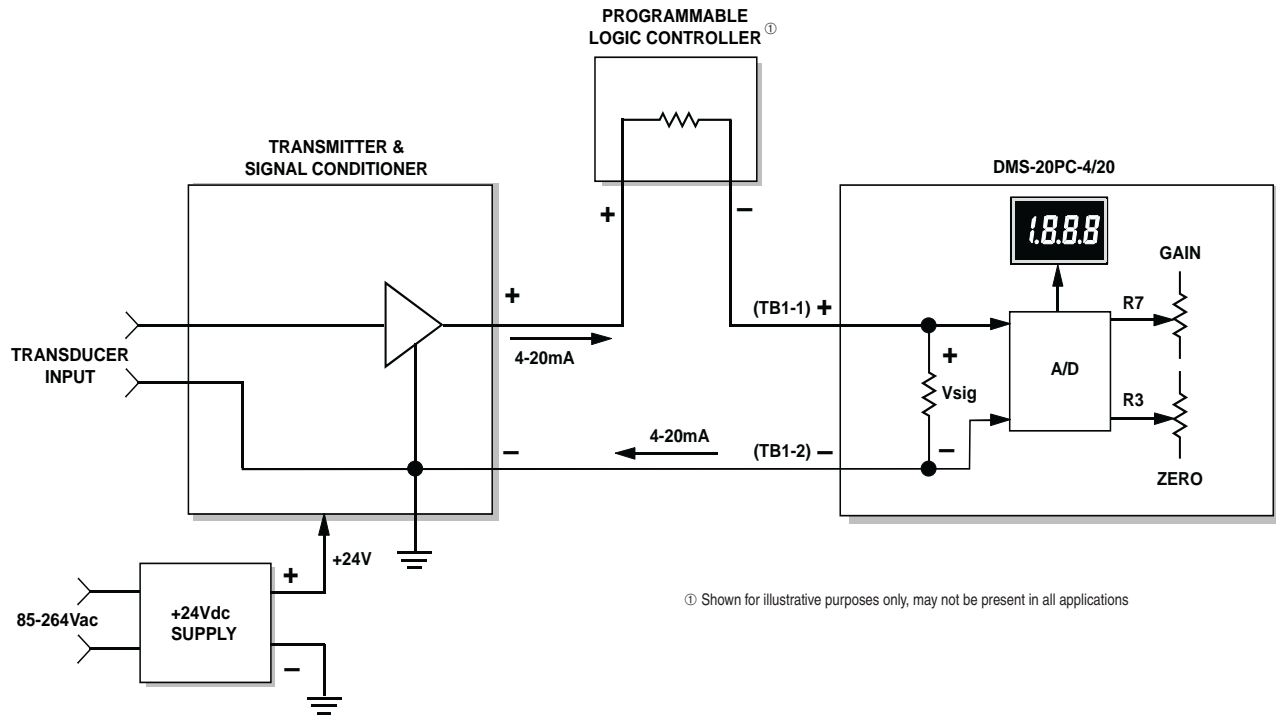 PROGRAMMABLE
LOGIC CONTROLLER ①
TRANSMITTER &
SIGNAL CONDITIONER
DMS-20PC-4/20
+
−
1.8.8.8
GAIN
+
(TB1-1) +
R7
TRANSDUCER
INPUT
4-20mA
+
A/D
Vsig
R3
4-20mA
−
(TB1-2) −
−
ZERO
+24V
+
85-264Vac
+24Vdc
SUPPLY
−
① Shown for illustrative purposes only, may not be present in all applications